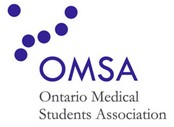 OMSA
Ontario Medical
Students Association